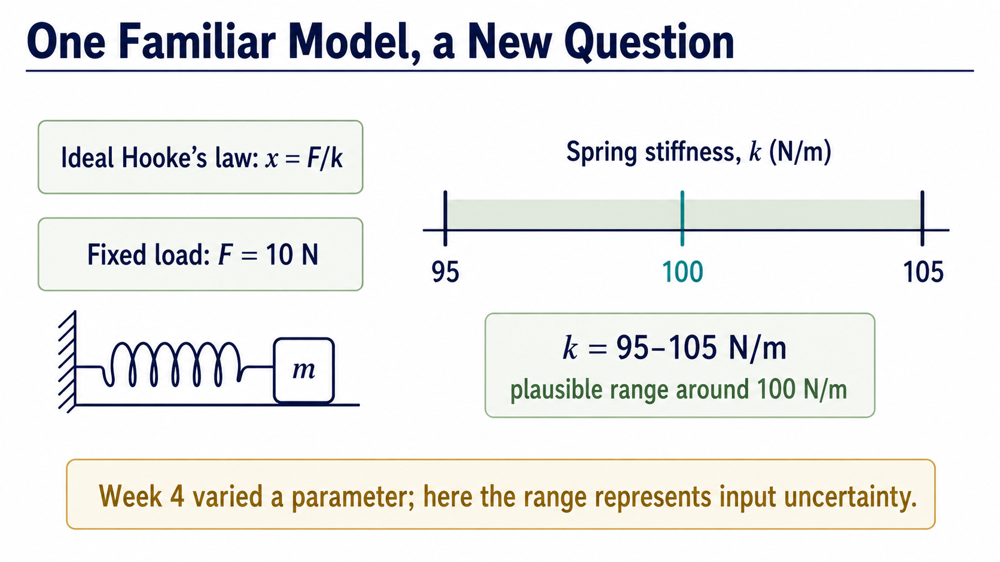 One Familiar Model, a New Question
Ideal Hooke’s law: x = F/k
Fixed load: F = 10 N
m
Spring stiffness, k (N/m)
95 100 105
k = 95–105 N/m
plausible range around 100 N/m
Week 4 varied a parameter; here the range represents input uncertainty.